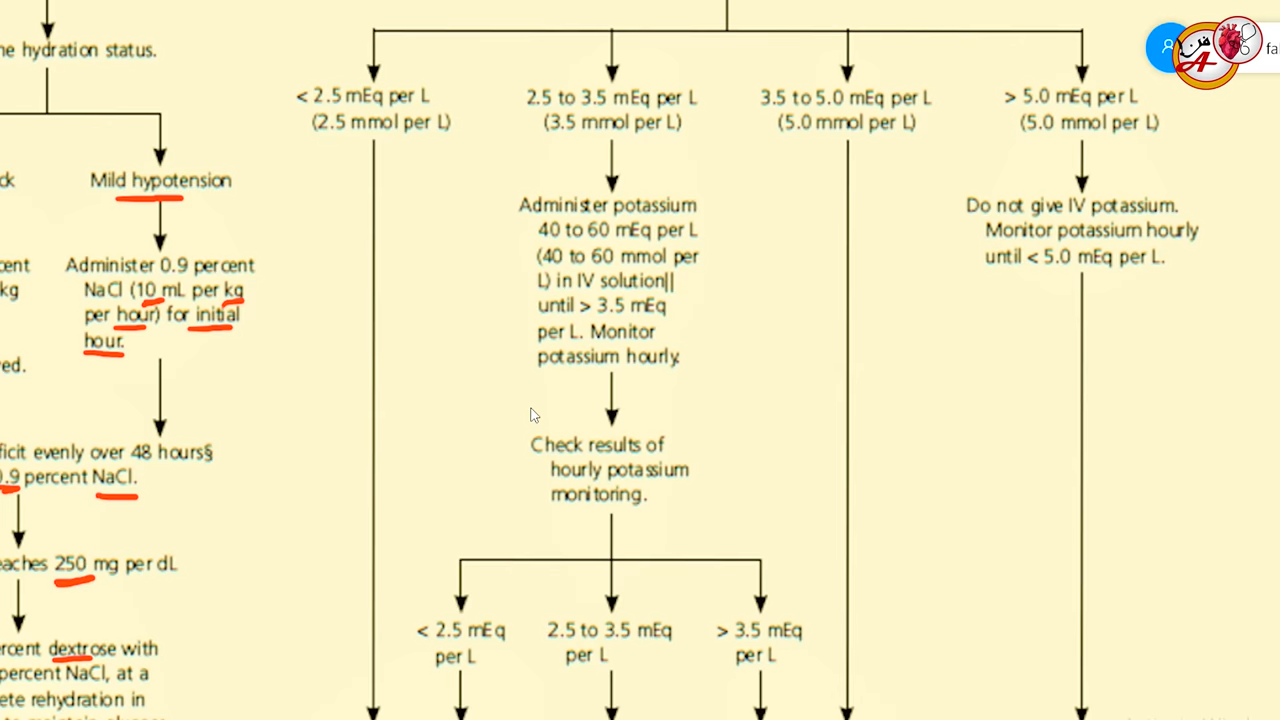 he hydration status.
ck
Mild hypotension
cent
kg
Administer 0.9 percent
NaCl (10 mL per kg
per hour) for initial
hour.
ved.
ficit evenly over 48 hours§
0.9 percent NaCl.
eaches 250 mg per dL
rcent dextrose with
percent NaCl, at a
ete rehydration in
< 2.5 mEq per L
(2.5 mmol per L)
2.5 to 3.5 mEq per L
(3.5 mmol per L)
3.5 to 5.0 mEq per L
(5.0 mmol per L)
> 5.0 mEq per L
(5.0 mmol per L)
Administer potassium
40 to 60 mEq per L
(40 to 60 mmol per
L) in IV solution||
until > 3.5 mEq
per L. Monitor
potassium hourly.
Do not give IV potassium.
Monitor potassium hourly
until < 5.0 mEq per L.
Check results of
hourly potassium
monitoring.
< 2.5 mEq
per L
2.5 to 3.5 mEq
per L
> 3.5 mEq
per L
fa